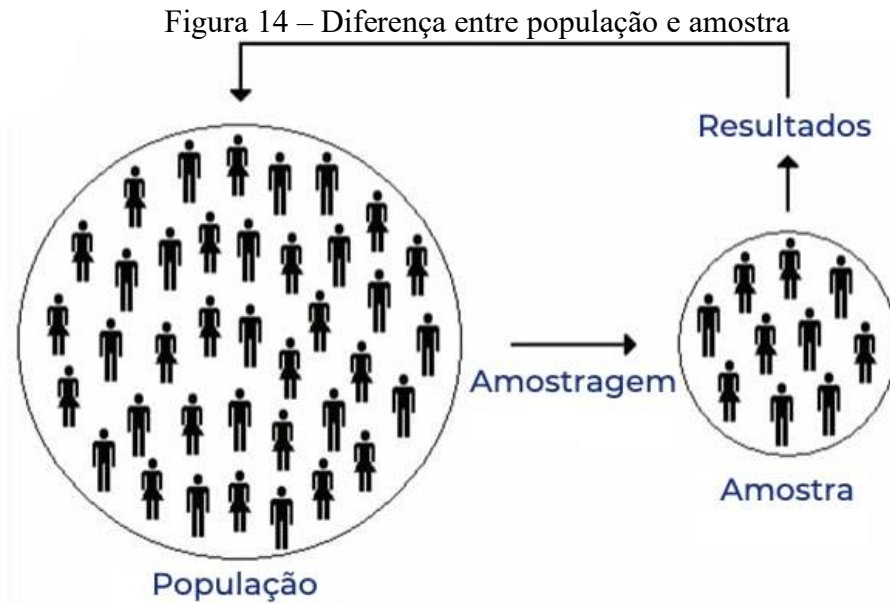 Figura 14 – Diferença entre população e amostra
Resultados
Amostragem
Amostra
População